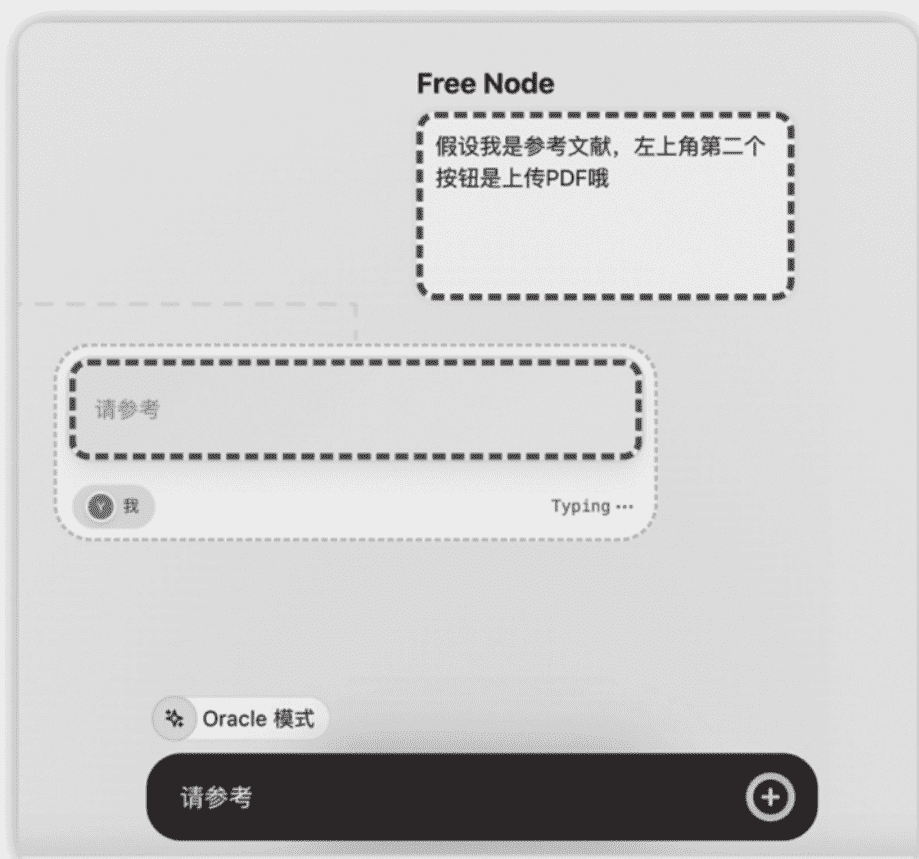 Free Node
假设我是参考文献，左上角第二个
按钮是上传PDF哦
请参考
我
Typing ···
Oracle 模式
请参考